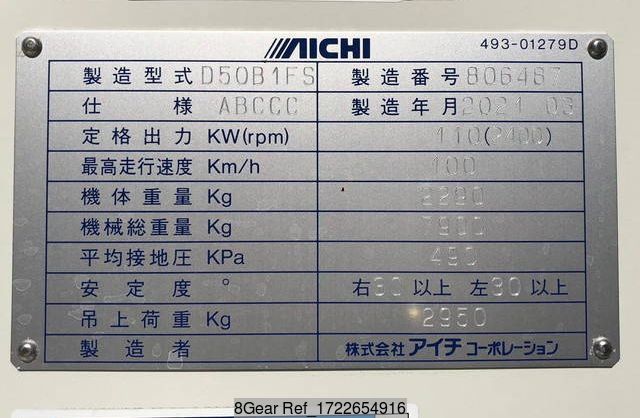 AICHI 493-01279D
製造型式 D50B1FS 製造番号 806487
仕様 ABCCC 製造年月 2021 03
定格出力 KW(rpm) 110(2400)
最高走行速度 Km/h 100
機体重量 Kg 2290
機械総重量 Kg 7900
平均接地圧 KPa 490
安定度 ° 右30以上 左30以上
吊上荷重 Kg 2950
製造者 株式会社アイチコーポレーション
8Gear Ref_1722654916